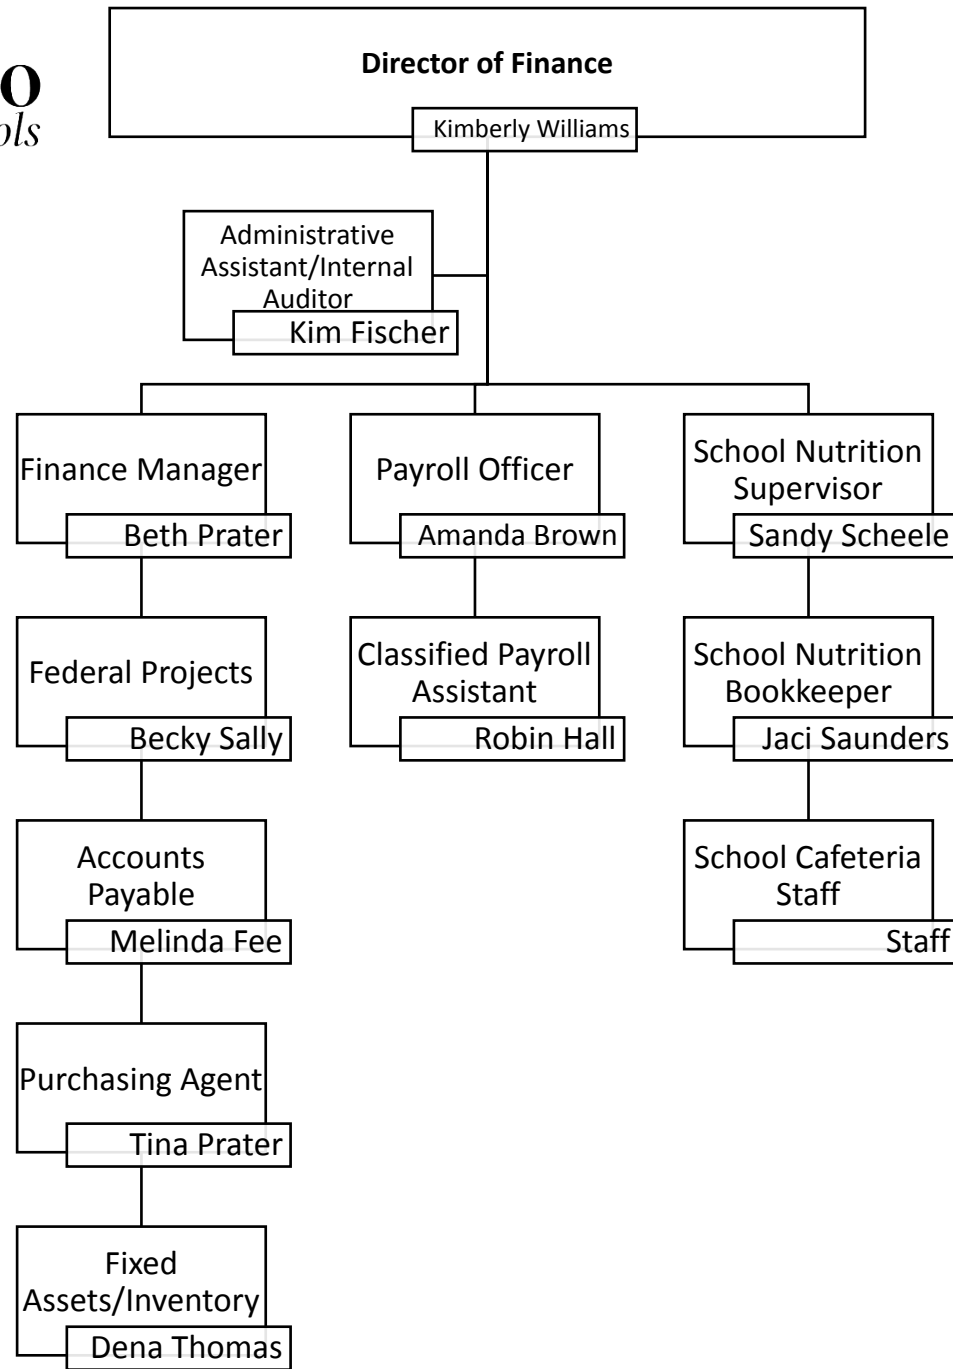 o
ols
Director of Finance
Kimberly Williams
Administrative
Assistant/Internal
Auditor
Kim Fischer
Finance Manager
Beth Prater
Payroll Officer
Amanda Brown
School Nutrition
Supervisor
Sandy Scheele
Federal Projects
Becky Sally
Classified Payroll
Assistant
Robin Hall
School Nutrition
Bookkeeper
Jaci Saunders
Accounts
Payable
Melinda Fee
School Cafeteria
Staff
Staff
Purchasing Agent
Tina Prater
Fixed
Assets/Inventory
Dena Thomas